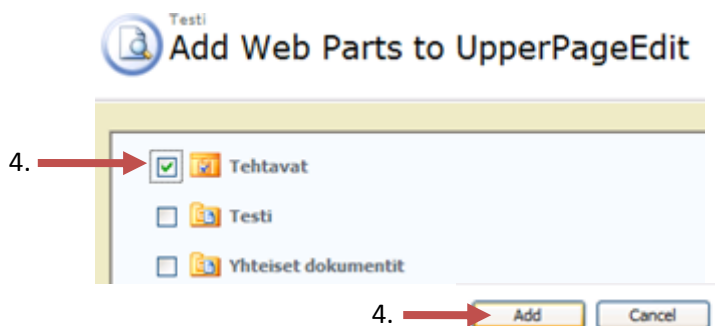 Testi
Add Web Parts to UpperPageEdit
4.
Tehtavat
Testi
Yhteiset dokumentit
4.
Add
Cancel